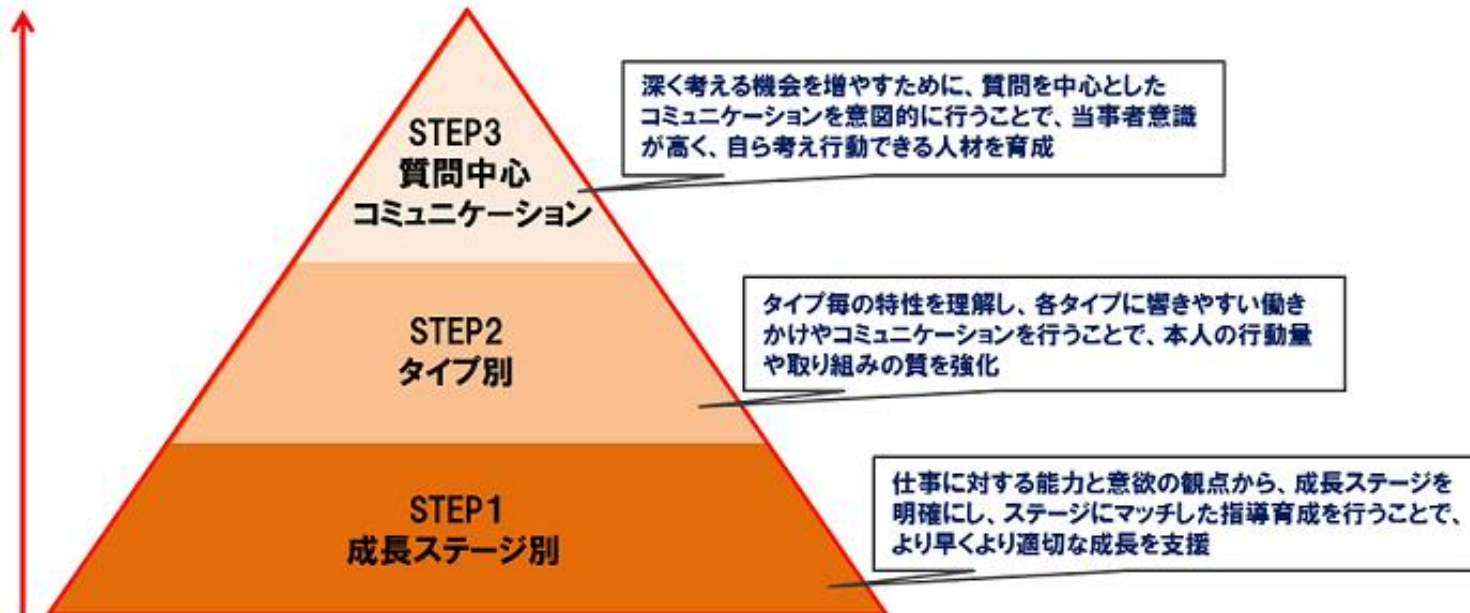 STEP3
質問中心
コミュニケーション
深く考える機会を増やすために、質問を中心とした
コミュニケーションを意図的に行うことで、当事者意識
が高く、自ら考え行動できる人材を育成
STEP2
タイプ別
タイプ毎の特性を理解し、各タイプに響きやすい働き
かけやコミュニケーションを行うことで、本人の行動量
や取り組みの質を強化
STEP1
成長ステージ別
仕事に対する能力と意欲の観点から、成長ステージを
明確にし、ステージにマッチした指導育成を行うことで、
より早くより適切な成長を支援